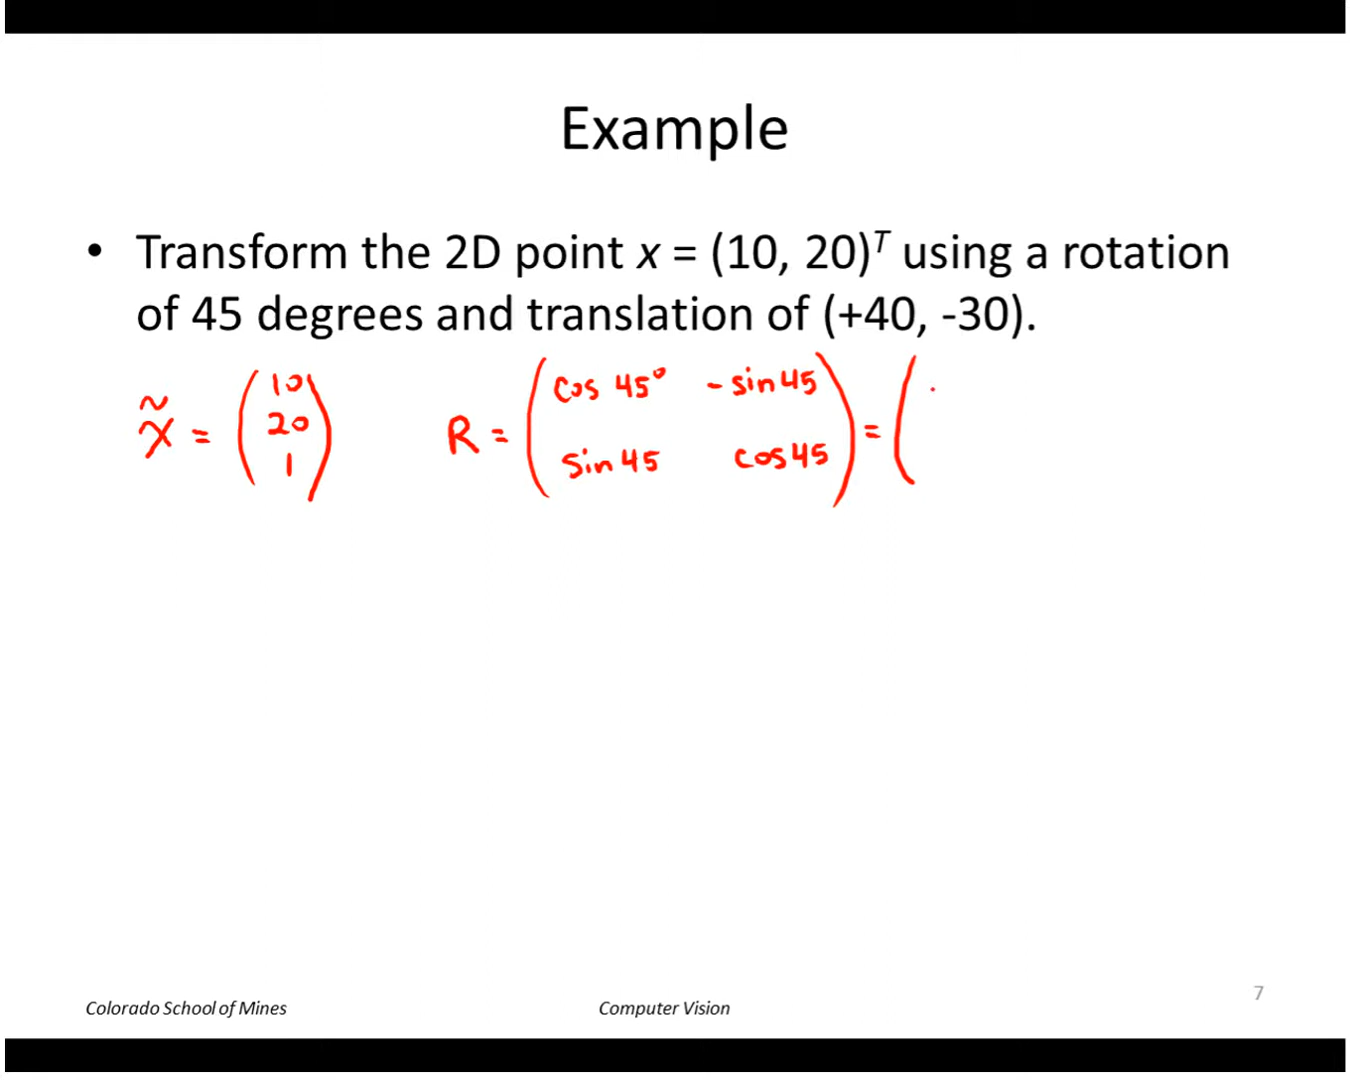 Example
• Transform the 2D point x = (10, 20)ᵀ using a rotation
of 45 degrees and translation of (+40, -30).
x̃ = (10 20 1) R = (cos 45° - sin 45 sin 45 cos 45) = (
Colorado School of Mines Computer Vision 7